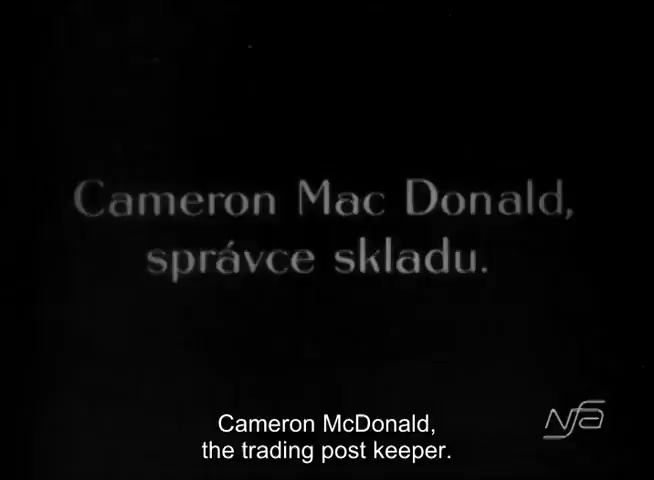 Cameron Mac Donald,
správce skladu.
Cameron McDonald,
the trading post keeper.
Nfa